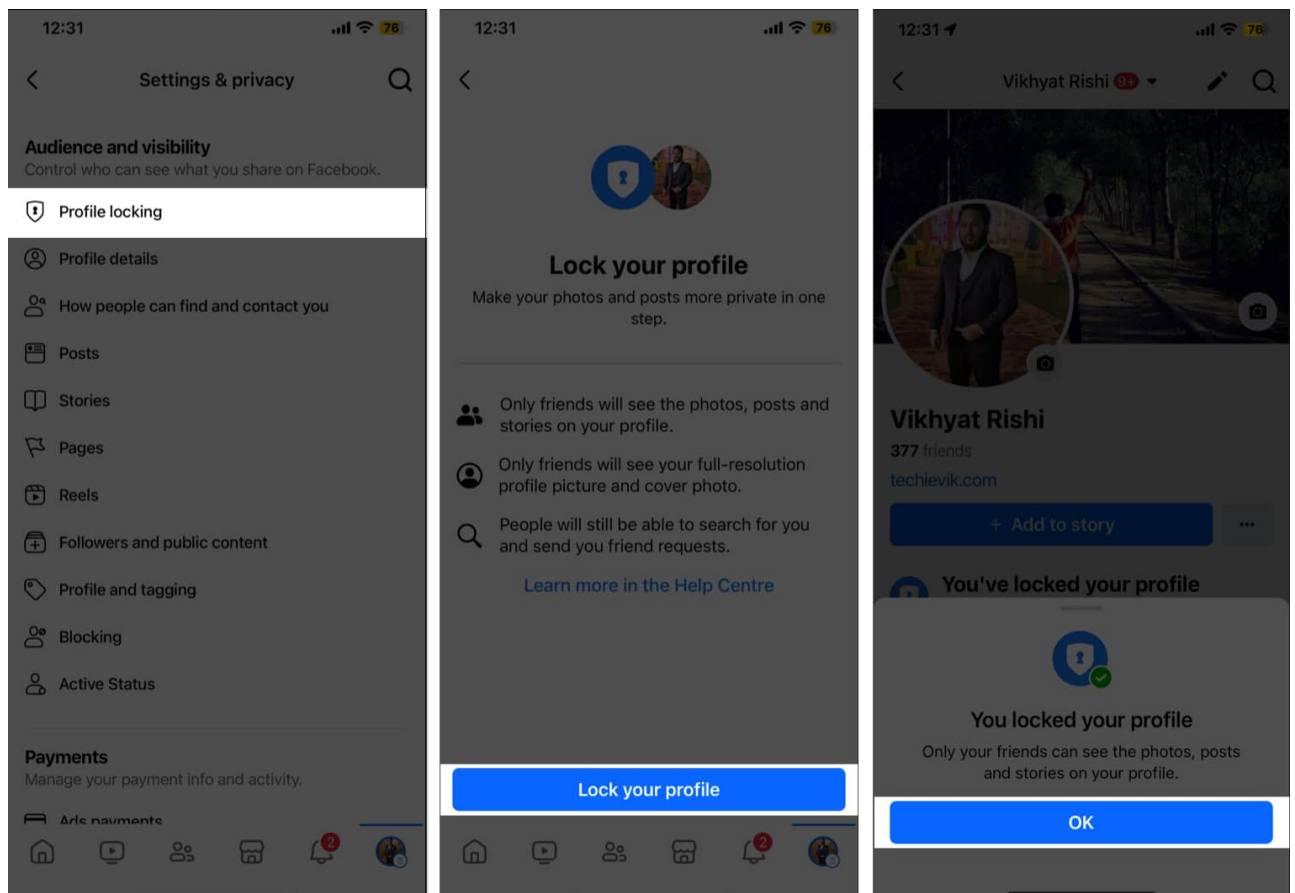 12:31
76
Settings & privacy
Audience and visibility
Control who can see what you share on Facebook.
Profile locking
Profile details
How people can find and contact you
Posts
Stories
Pages
Reels
Followers and public content
Profile and tagging
Blocking
Active Status
Payments
Manage your payment info and activity.
Ads payments
2
12:31
76
Lock your profile
Make your photos and posts more private in one
step.
Only friends will see the photos, posts and
stories on your profile.
Only friends will see your full-resolution
profile picture and cover photo.
People will still be able to search for you
and send you friend requests.
Learn more in the Help Centre
Lock your profile
2
12:31
76
Vikhyat Rishi 9+
Vikhyat Rishi
377 friends
techievik.com
+ Add to story
You've locked your profile
You locked your profile
Only your friends can see the photos, posts
and stories on your profile.
OK